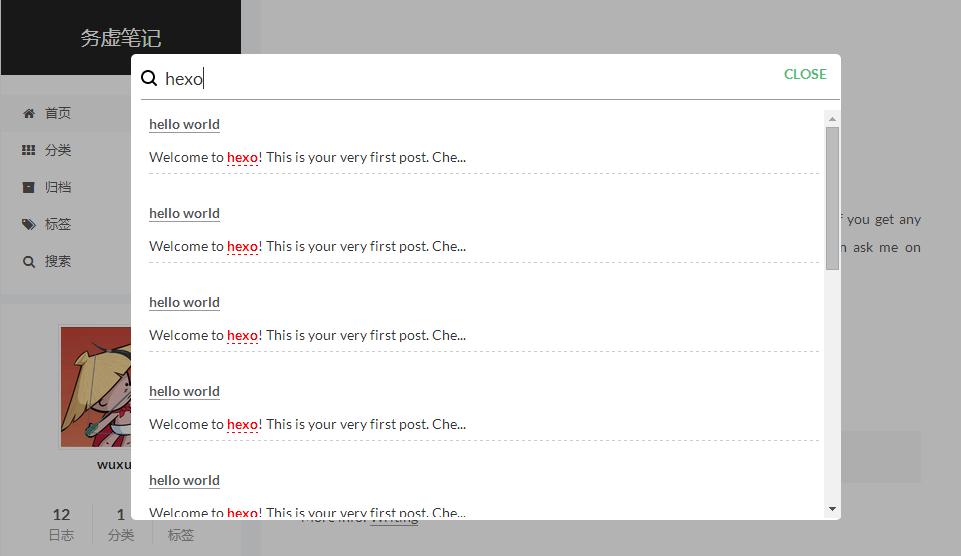 务虚笔记
首页
分类
归档
标签
搜索
hexo
CLOSE
hello world
Welcome to hexo! This is your very first post. Che...
hello world
Welcome to hexo! This is your very first post. Che...
hello world
Welcome to hexo! This is your very first post. Che...
hello world
Welcome to hexo! This is your very first post. Che...
hello world
Welcome to hexo! This is your very first post. Che...
you get any
ask me on
12
日志
1
分类
标签
More info: Writing